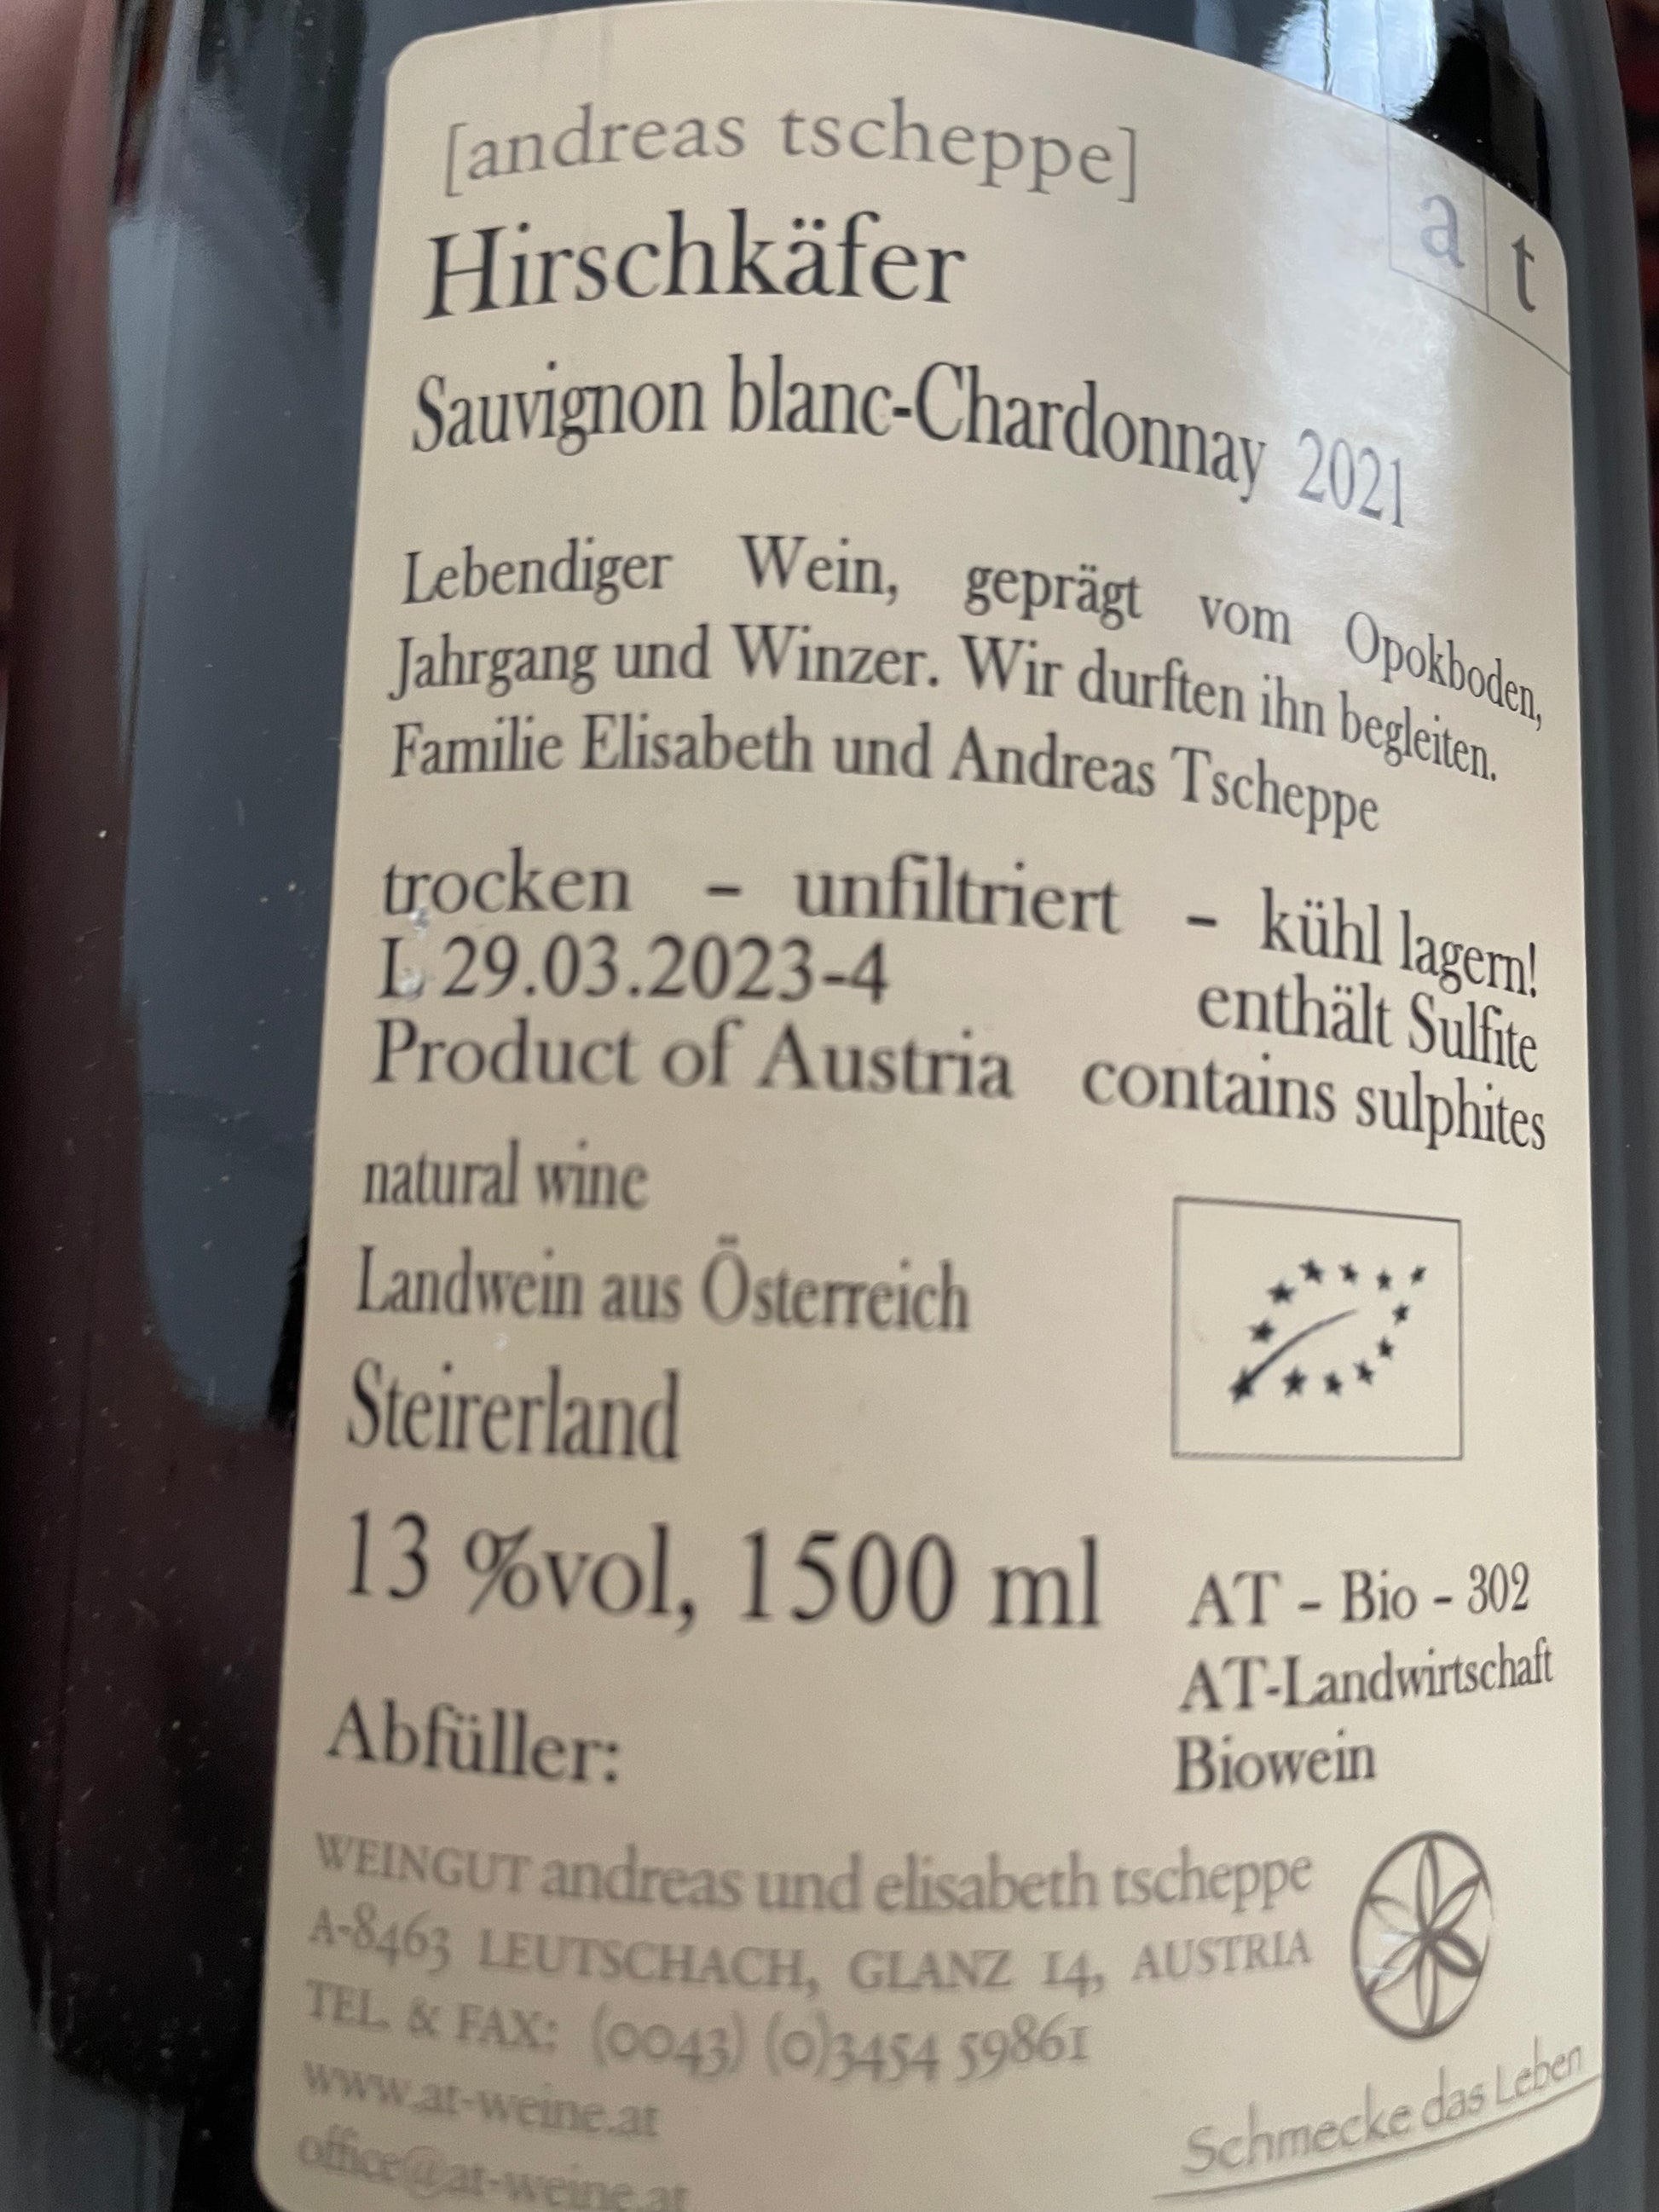 [andreas tscheppe]
a t
Hirschkäfer
Sauvignon blanc-Chardonnay 2021
Lebendiger Wein, geprägt vom Opokboden,
Jahrgang und Winzer. Wir durften ihn begleiten.
Familie Elisabeth und Andreas Tscheppe
trocken – unfiltriert – kühl lagern!
L 29.03.2023-4 enthält Sulfite
Product of Austria contains sulphites
natural wine
Landwein aus Österreich
Steirerland
13 %vol, 1500 ml
AT - Bio - 302
AT-Landwirtschaft
Biowein
Abfüller:
WEINGUT andreas und elisabeth tscheppe
A-8463 LEUTSCHACH, GLANZ 14, AUSTRIA
TEL. & FAX: (0043) (0)3454 59861
www.at-weine.at
office@at-weine.at
Schmecke das Leben